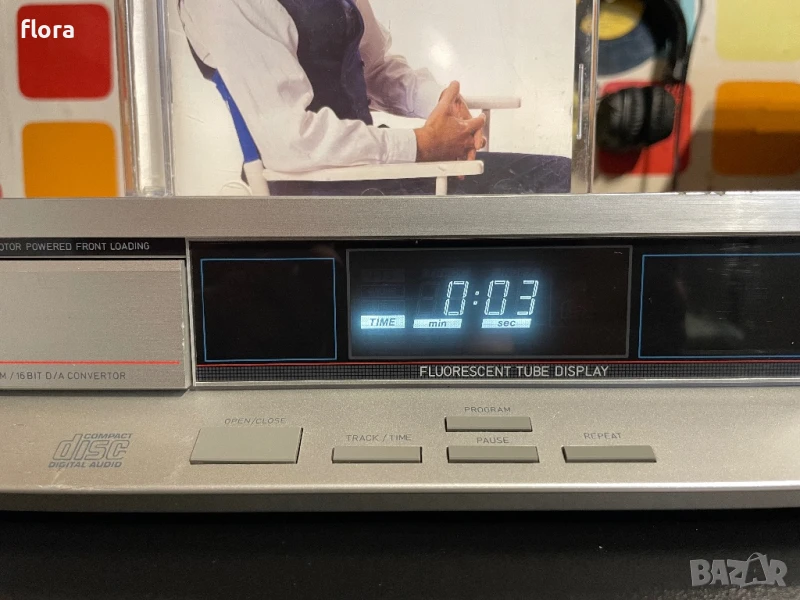 flora
OTOR POWERED FRONT LOADING
0:03
TIME min sec
M/16BIT D/A CONVERTOR
FLUORESCENT TUBE DISPLAY
OPEN/CLOSE
PROGRAM
TRACK/TIME
PAUSE
REPEAT
COMPACT
disc
DIGITAL AUDIO
BAZAR